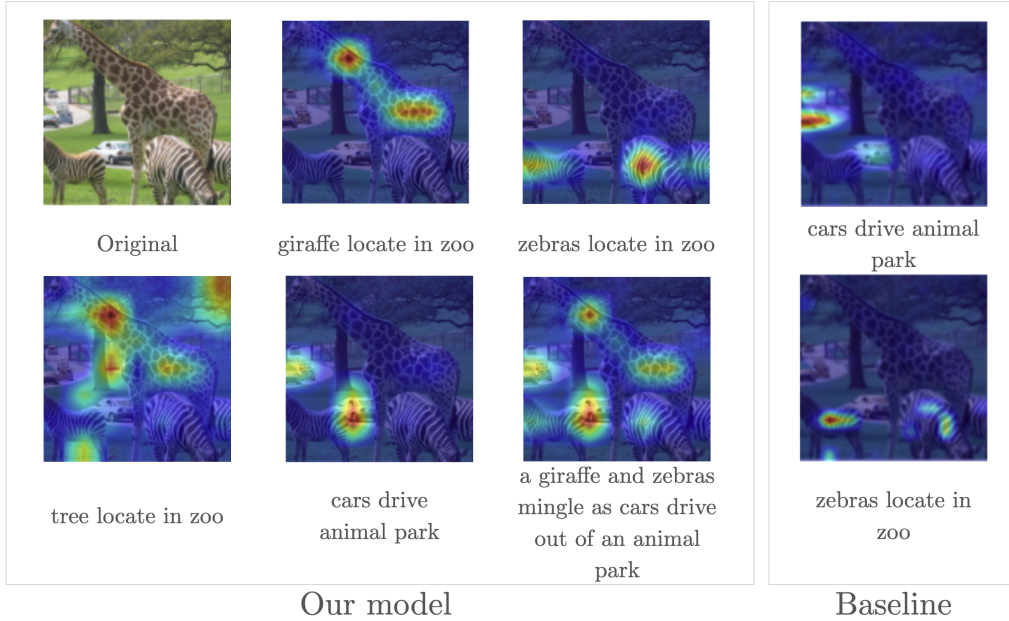 Original
giraffe locate in zoo
zebras locate in zoo
cars drive animal
park
tree locate in zoo
cars drive
animal park
a giraffe and zebras
mingle as cars drive
out of an animal
park
zebras locate in
zoo
Our model
Baseline